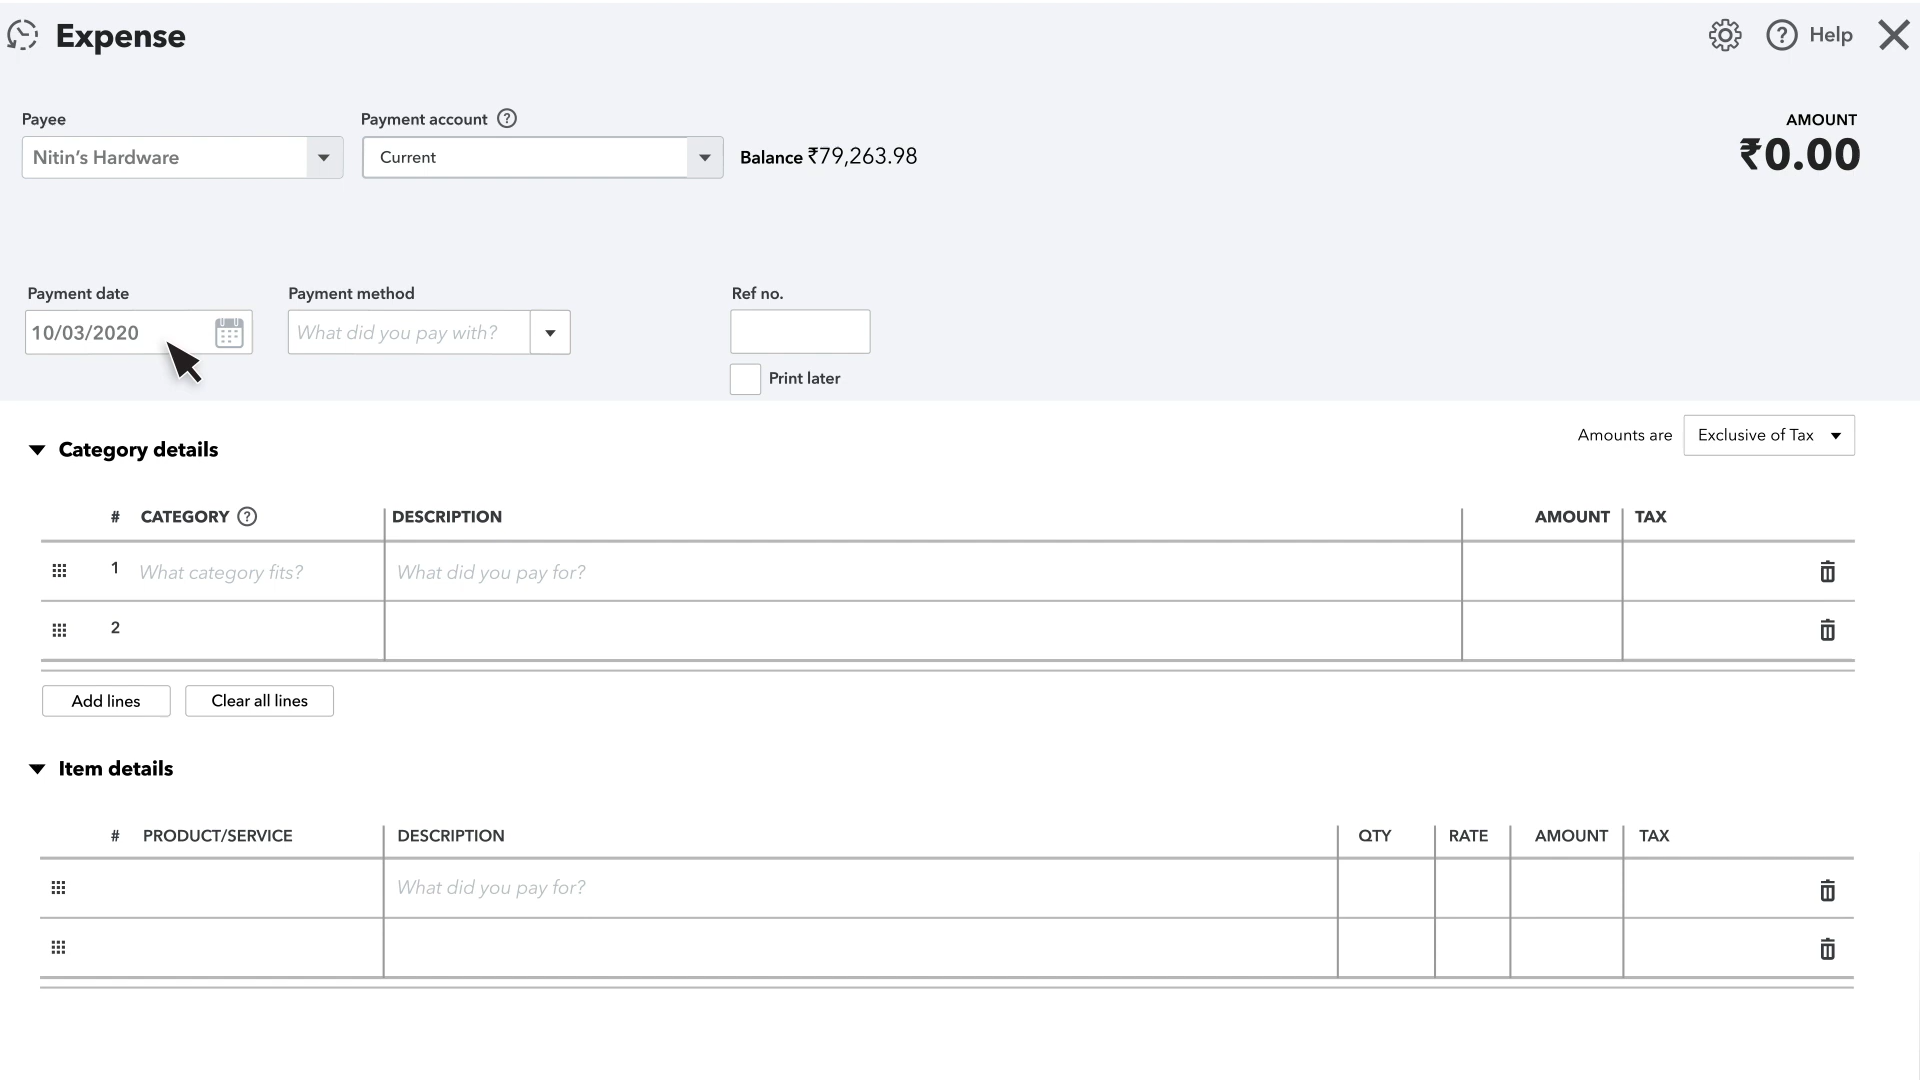 Expense
Help
Payee
Payment account
AMOUNT
Nitin’s Hardware
Current
Balance ₹79,263.98
₹0.00
Payment date
Payment method
Ref no.
10/03/2020
What did you pay with?
Print later
Category details
Amounts are
Exclusive of Tax
# CATEGORY DESCRIPTION AMOUNT TAX
1 What category fits? What did you pay for?
2
Add lines
Clear all lines
Item details
# PRODUCT/SERVICE DESCRIPTION QTY RATE AMOUNT TAX
What did you pay for?